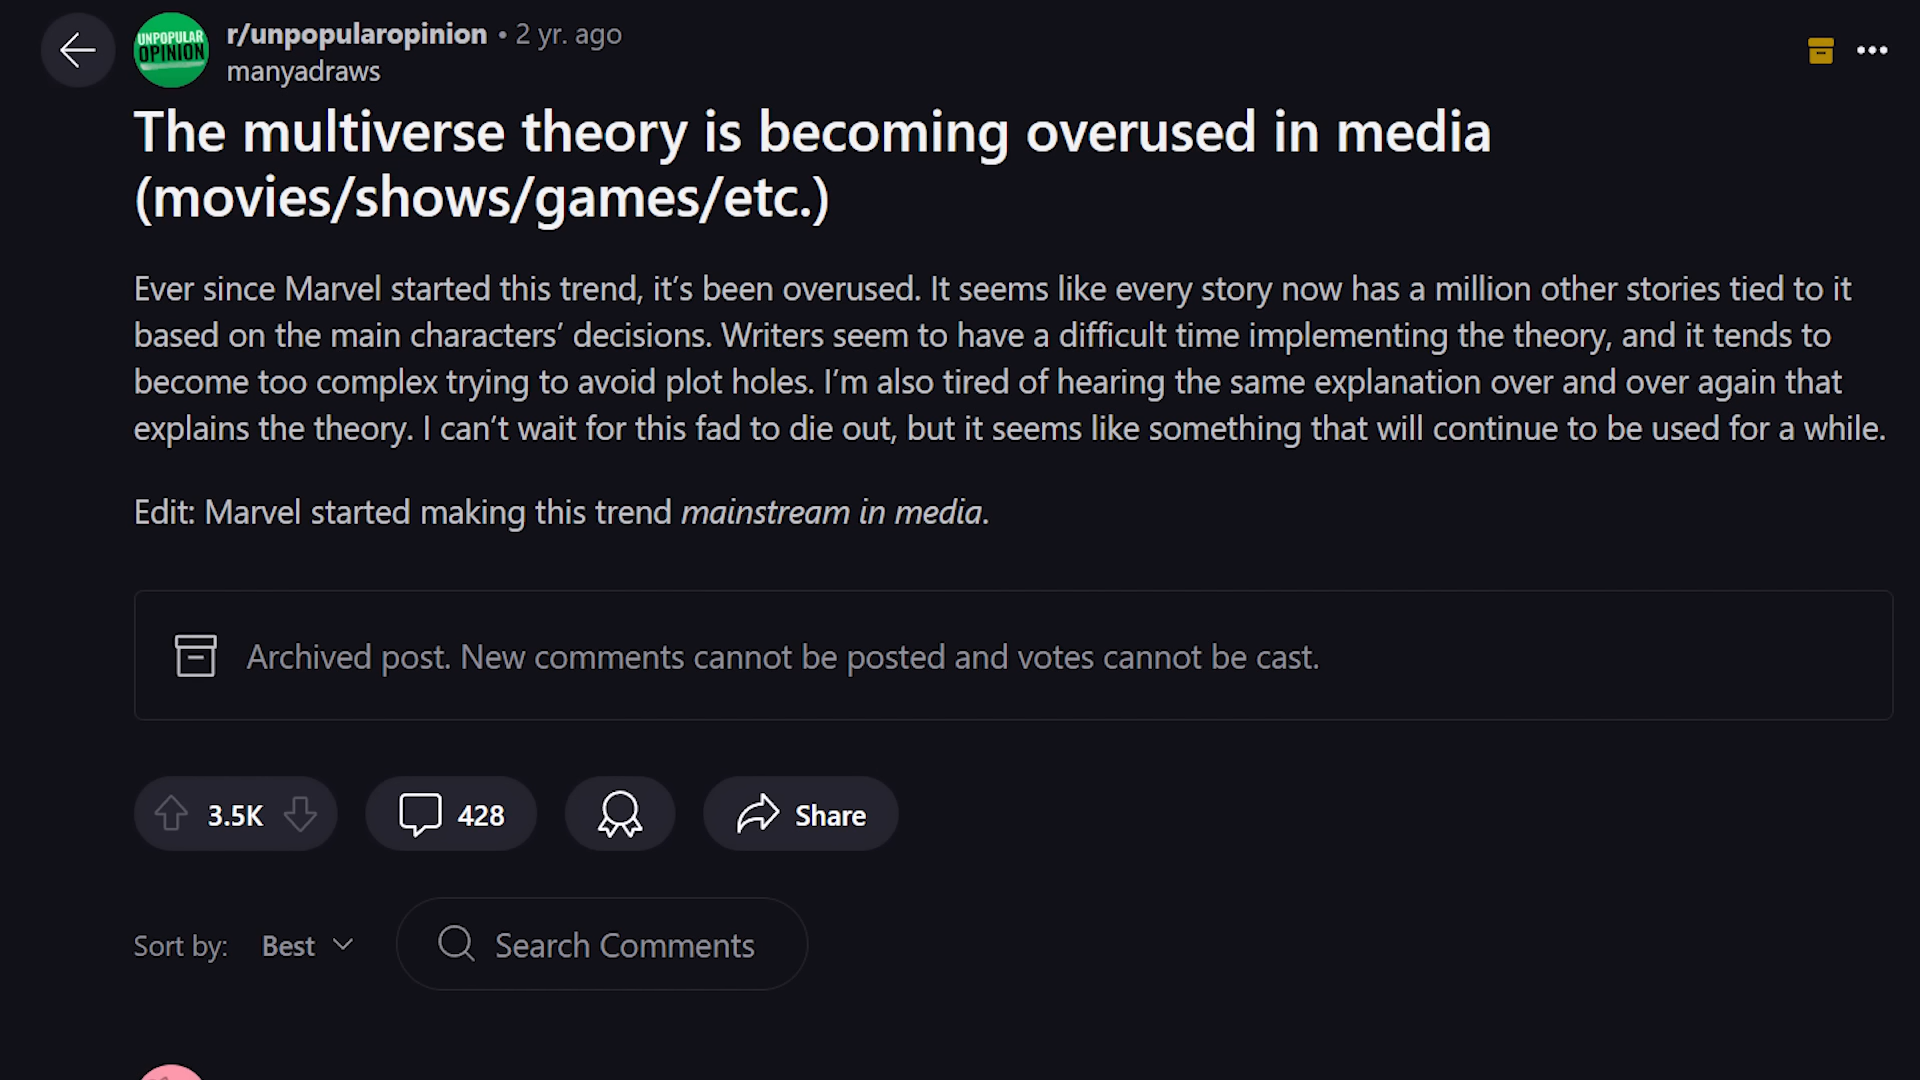 UNPOPULAR
OPINION
r/unpopularopinion • 2 yr. ago
manyadraws
The multiverse theory is becoming overused in media
(movies/shows/games/etc.)
Ever since Marvel started this trend, it’s been overused. It seems like every story now has a million other stories tied to it
based on the main characters’ decisions. Writers seem to have a difficult time implementing the theory, and it tends to
become too complex trying to avoid plot holes. I’m also tired of hearing the same explanation over and over again that
explains the theory. I can’t wait for this fad to die out, but it seems like something that will continue to be used for a while.
Edit: Marvel started making this trend mainstream in media.
Archived post. New comments cannot be posted and votes cannot be cast.
3.5K 428 Share
Sort by: Best Search Comments